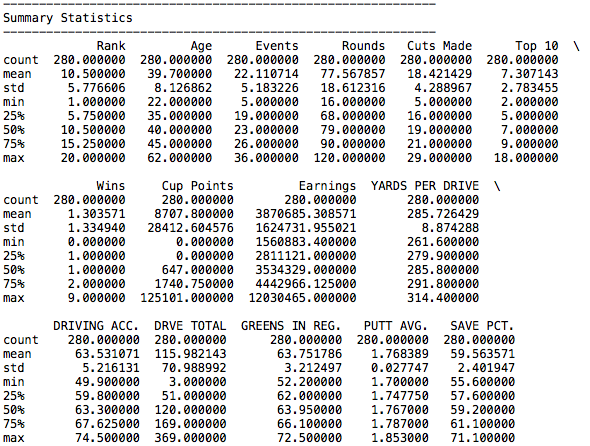 ------------------------------------------------------------
Summary Statistics
------------------------------------------------------------
             Rank         Age      Events      Rounds   Cuts Made      Top 10  \
count  280.000000  280.000000  280.000000  280.000000  280.000000  280.000000
mean    10.500000   39.700000   22.110714   77.567857   18.421429    7.307143
std      5.776606    8.126862    5.183226   18.612316    4.288967    2.783455
min      1.000000   22.000000    5.000000   16.000000    5.000000    2.000000
25%      5.750000   35.000000   19.000000   68.000000   16.000000    5.000000
50%     10.500000   40.000000   23.000000   79.000000   19.000000    7.000000
75%     15.250000   45.000000   26.000000   90.000000   21.000000    9.000000
max     20.000000   62.000000   36.000000  120.000000   29.000000   18.000000

             Wins     Cup Points         Earnings  YARDS PER DRIVE  \
count  280.000000     280.000000       280.000000       280.000000
mean     1.303571    8707.800000   3870685.308571       285.726429
std      1.334940   28412.604576   1624731.955021         8.874288
min      0.000000       0.000000   1560883.400000       261.600000
25%      1.000000       0.000000   2811121.000000       279.900000
50%      1.000000     647.000000   3534329.000000       285.800000
75%      2.000000    1740.750000   4442966.125000       291.800000
max      9.000000  125101.000000  12030465.000000       314.400000

       DRIVING ACC.  DRVE TOTAL  GREENS IN REG.   PUTT AVG.   SAVE PCT.
count    280.000000  280.000000      280.000000  280.000000  280.000000
mean      63.531071  115.982143       63.751786    1.768389   59.563571
std        5.216131   70.988992        3.212497    0.027747    2.401947
min       49.900000    3.000000       52.200000    1.700000   55.600000
25%       59.800000   51.000000       62.000000    1.747750   57.600000
50%       63.300000  120.000000       63.950000    1.767000   59.200000
75%       67.625000  169.000000       66.100000    1.787000   61.100000
max       74.500000  369.000000       72.500000    1.853000   71.100000